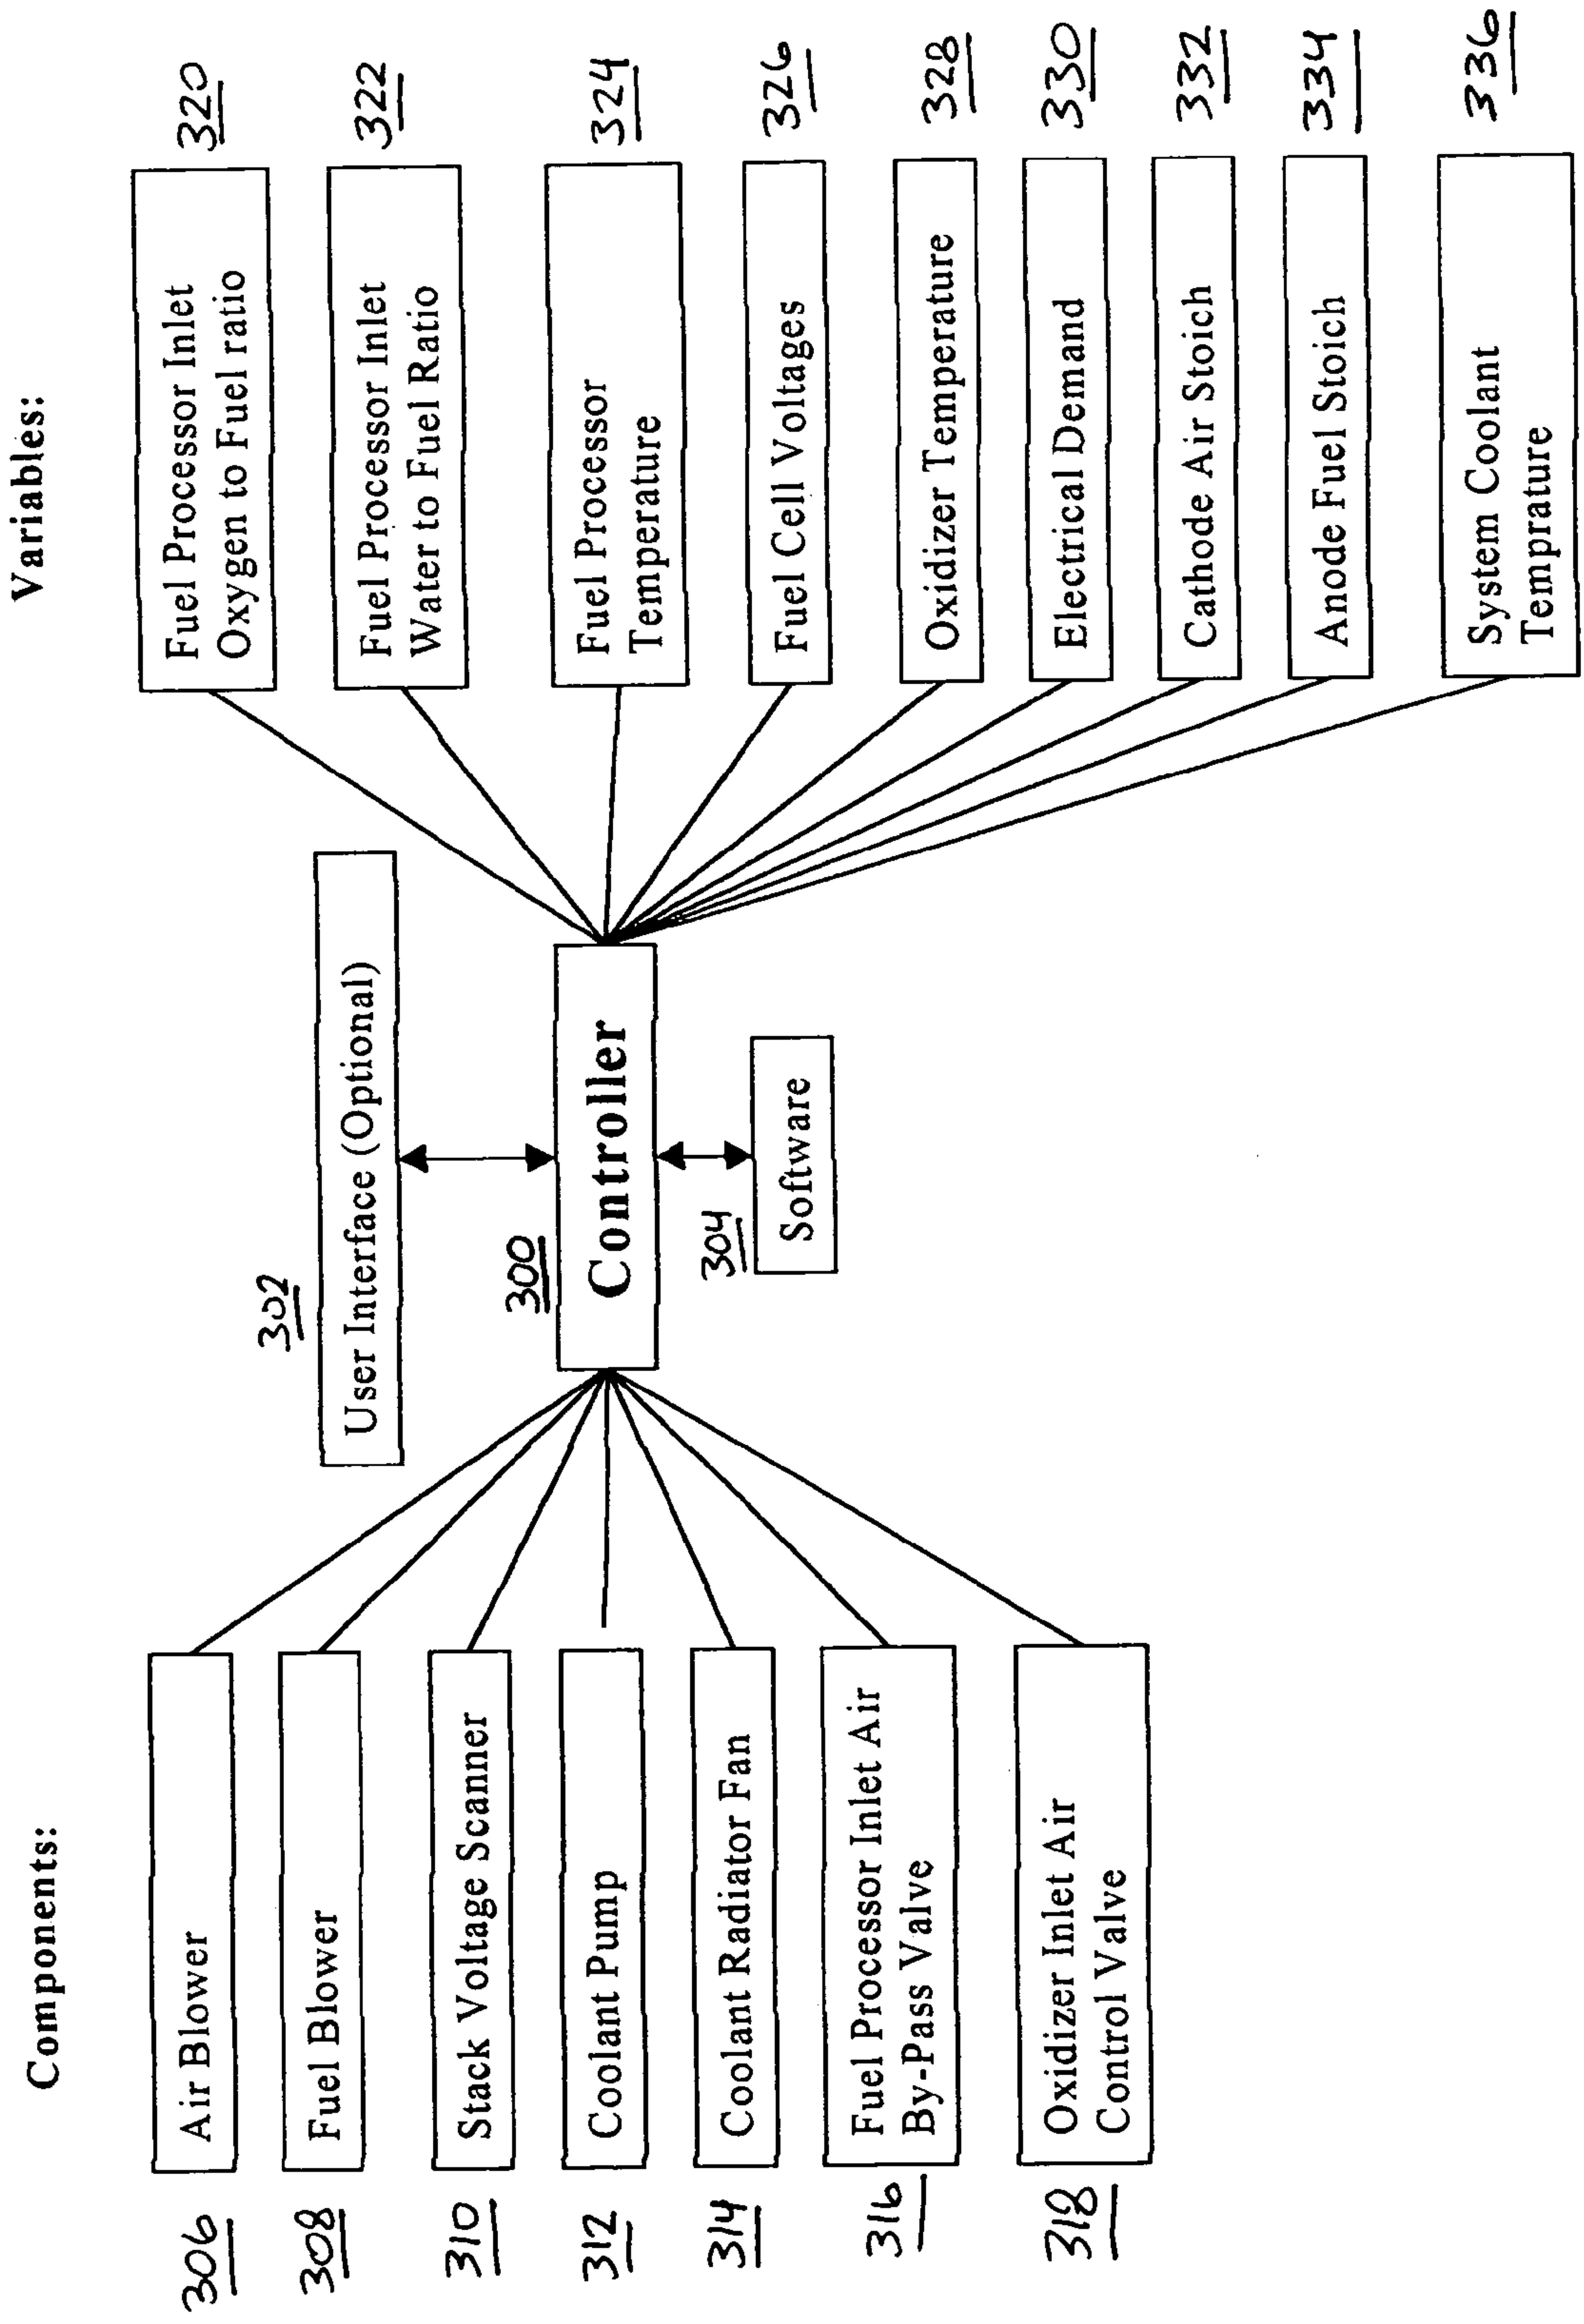 Components:
306
Air Blower
308
Fuel Blower
310
Stack Voltage Scanner
312
Coolant Pump
314
Coolant Radiator Fan
316
Fuel Processor Inlet Air
By-Pass Valve
318
Oxidizer Inlet Air
Control Valve
302
User Interface (Optional)
300
Controller
304
Software
Variables:
Fuel Processor Inlet
Oxygen to Fuel ratio
320
Fuel Processor Inlet
Water to Fuel Ratio
322
Fuel Processor
Temperature
324
Fuel Cell Voltages
326
Oxidizer Temperature
328
Electrical Demand
330
Cathode Air Stoich
332
Anode Fuel Stoich
334
System Coolant
Temprature
336